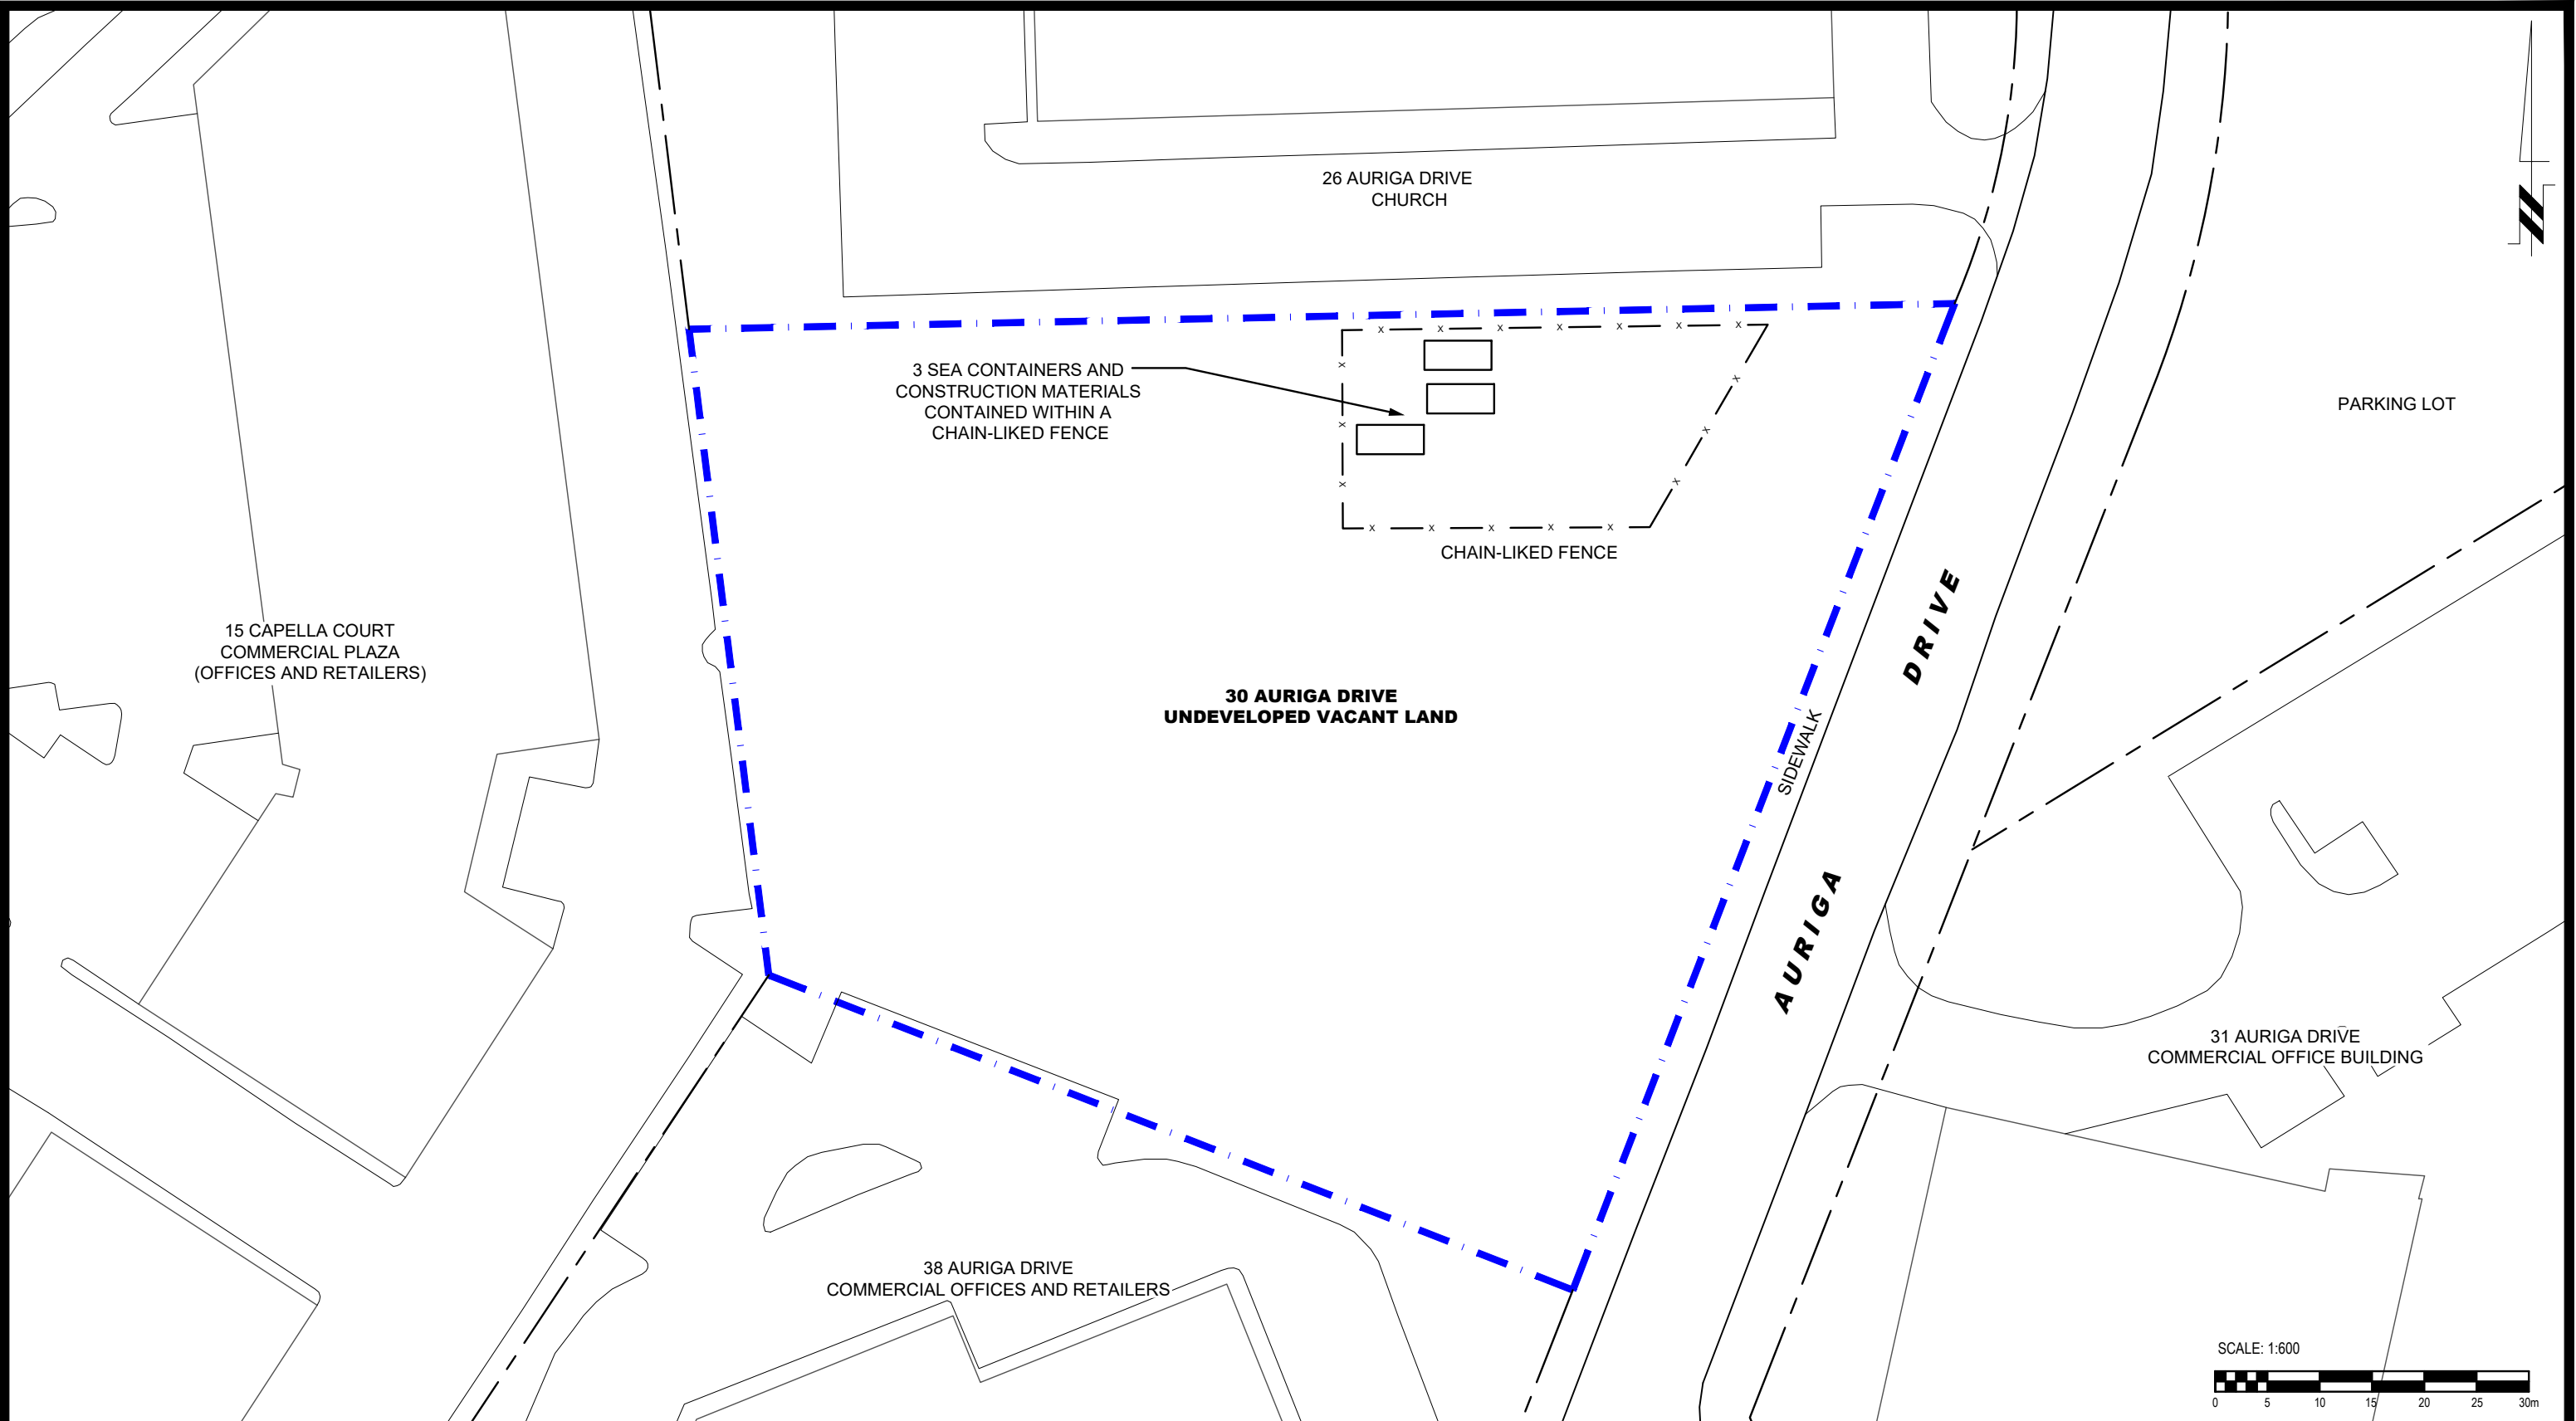 26 AURIGA DRIVE
CHURCH
3 SEA CONTAINERS AND
CONSTRUCTION MATERIALS
CONTAINED WITHIN A
CHAIN-LIKED FENCE
PARKING LOT
CHAIN-LIKED FENCE
15 CAPELLA COURT
COMMERCIAL PLAZA
(OFFICES AND RETAILERS)
30 AURIGA DRIVE
UNDEVELOPED VACANT LAND
SIDEWALK
AURIGA DRIVE
31 AURIGA DRIVE
COMMERCIAL OFFICE BUILDING
38 AURIGA DRIVE
COMMERCIAL OFFICES AND RETAILERS
SCALE: 1:600
0 5 10 15 20 25 30m